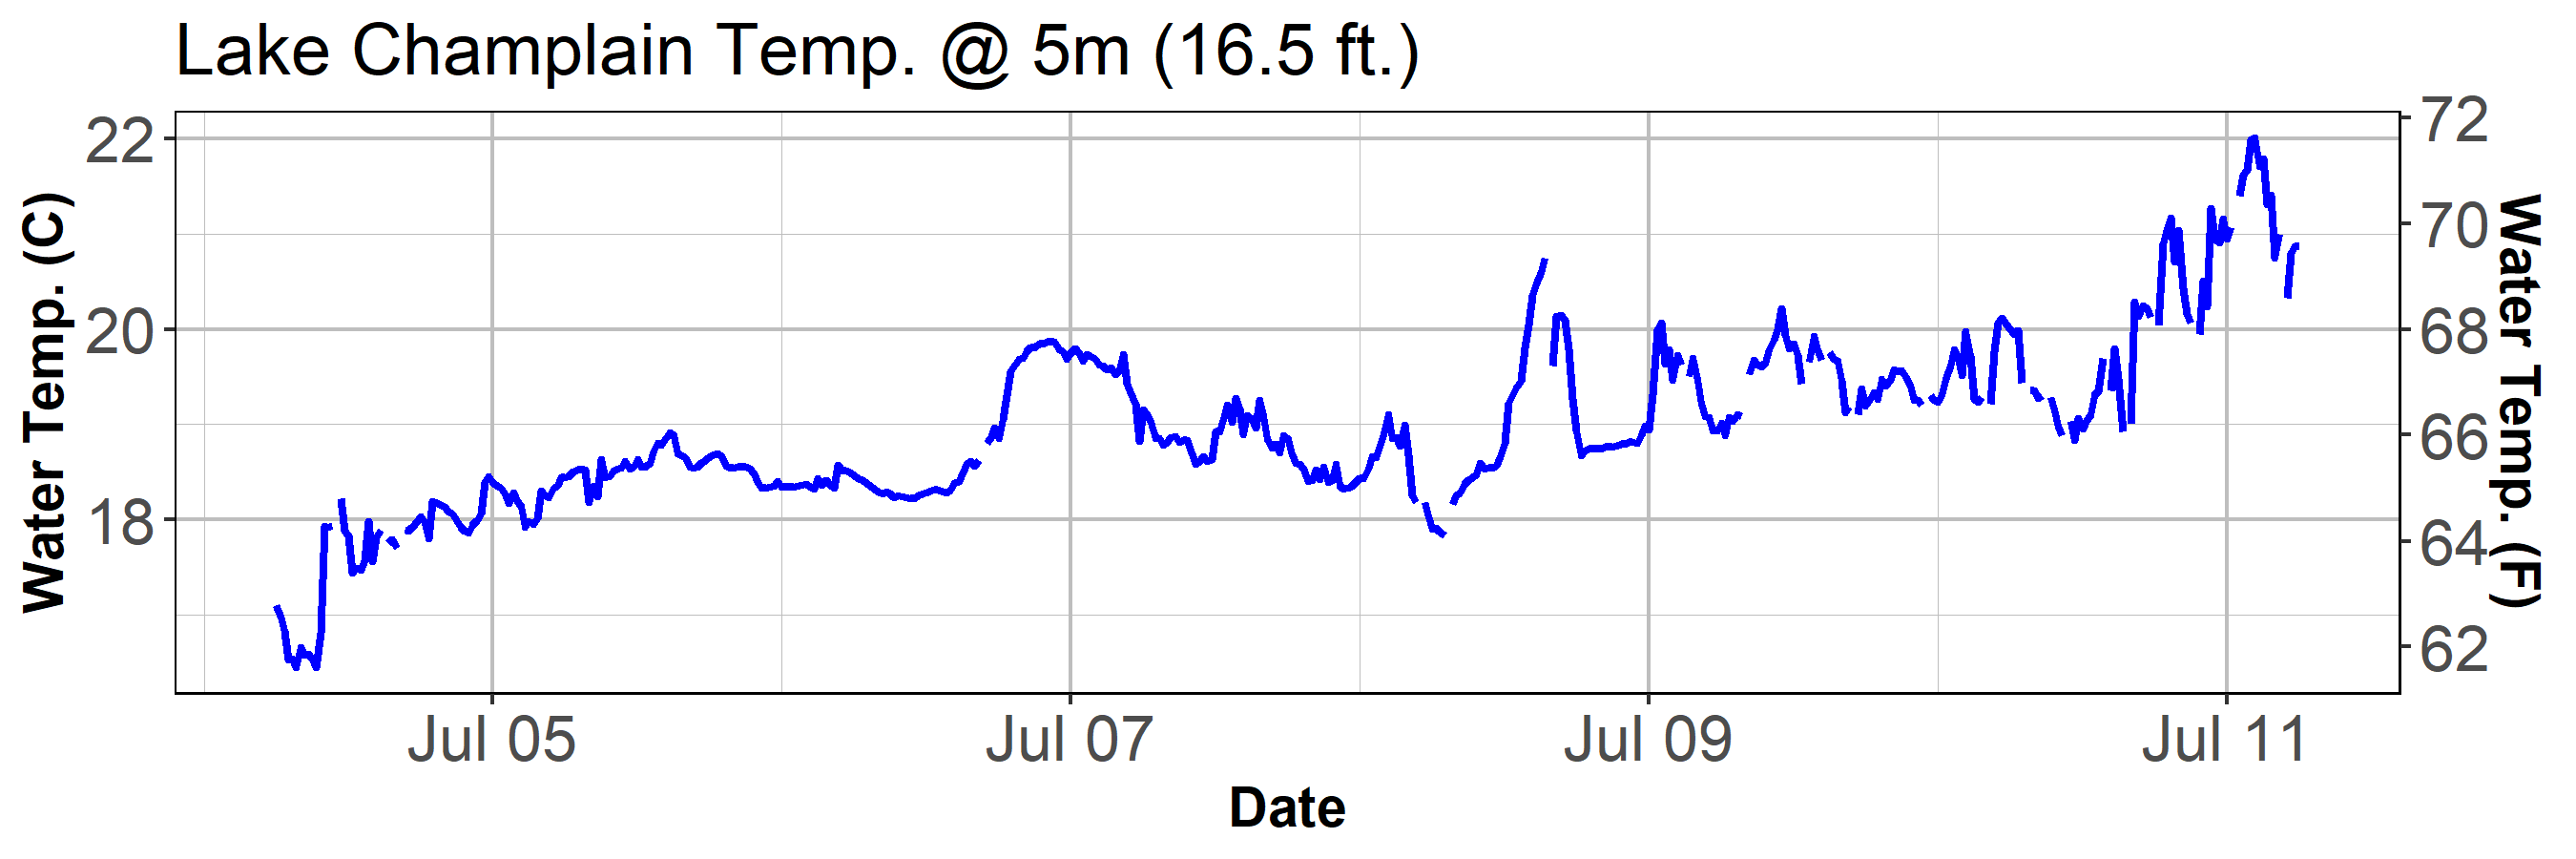 Lake Champlain Temp. @ 5m (16.5 ft.)
Water Temp. (C)
22
20
18
72
70
68
66
64
62
Water Temp. (F)
Jul 05 Jul 07 Jul 09 Jul 11
Date